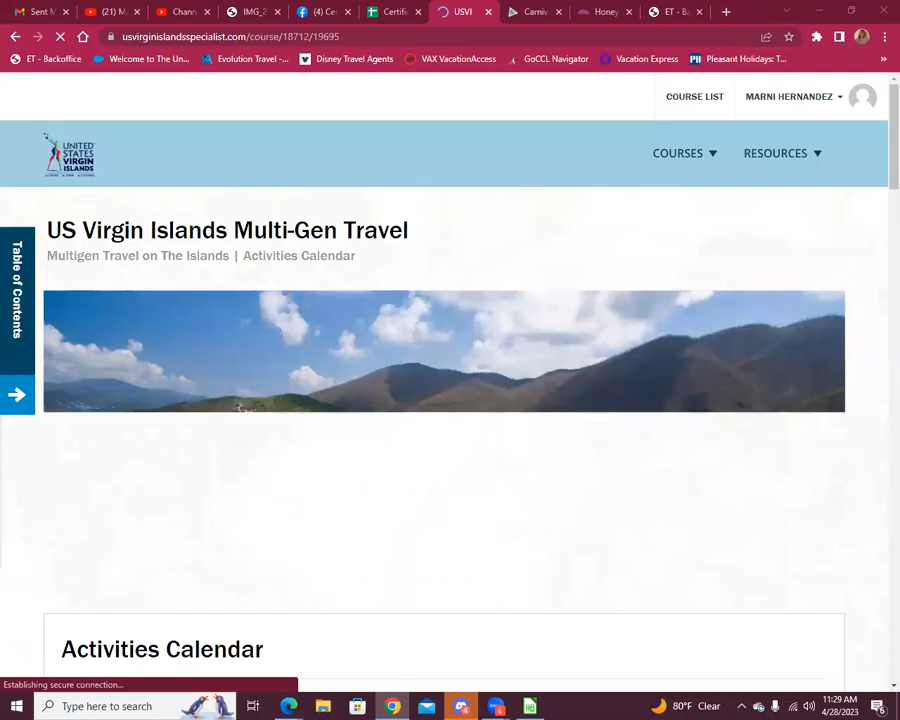 Sent M
(21) M
Chann
IMG_2
(4) Ce
Certifi
USVI
Carniv
Honey
ET - Ba
usvirginislandsspecialist.com/course/18712/19695
ET - Backoffice
Welcome to The Un...
Evolution Travel -...
Disney Travel Agents
VAX VacationAccess
GoCCL Navigator
Vacation Express
Pleasant Holidays: T...
COURSE LIST
MARNI HERNANDEZ
UNITED
STATES
VIRGIN
ISLANDS
COURSES
RESOURCES
US Virgin Islands Multi-Gen Travel
Multigen Travel on The Islands | Activities Calendar
Table of Contents
Activities Calendar
Establishing secure connection...
Type here to search
80°F Clear
11:29 AM
4/28/2023